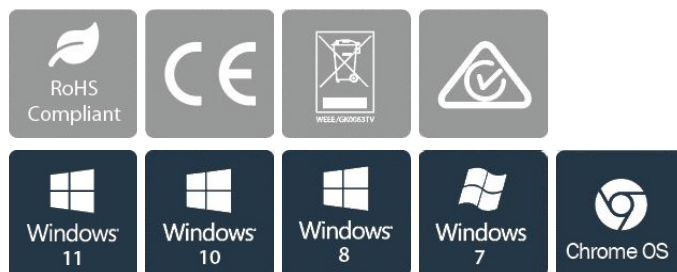 RoHS
Compliant
CE
WEEE/GK0063TV
Windows
11
Windows
10
Windows
8
Windows
7
Chrome OS